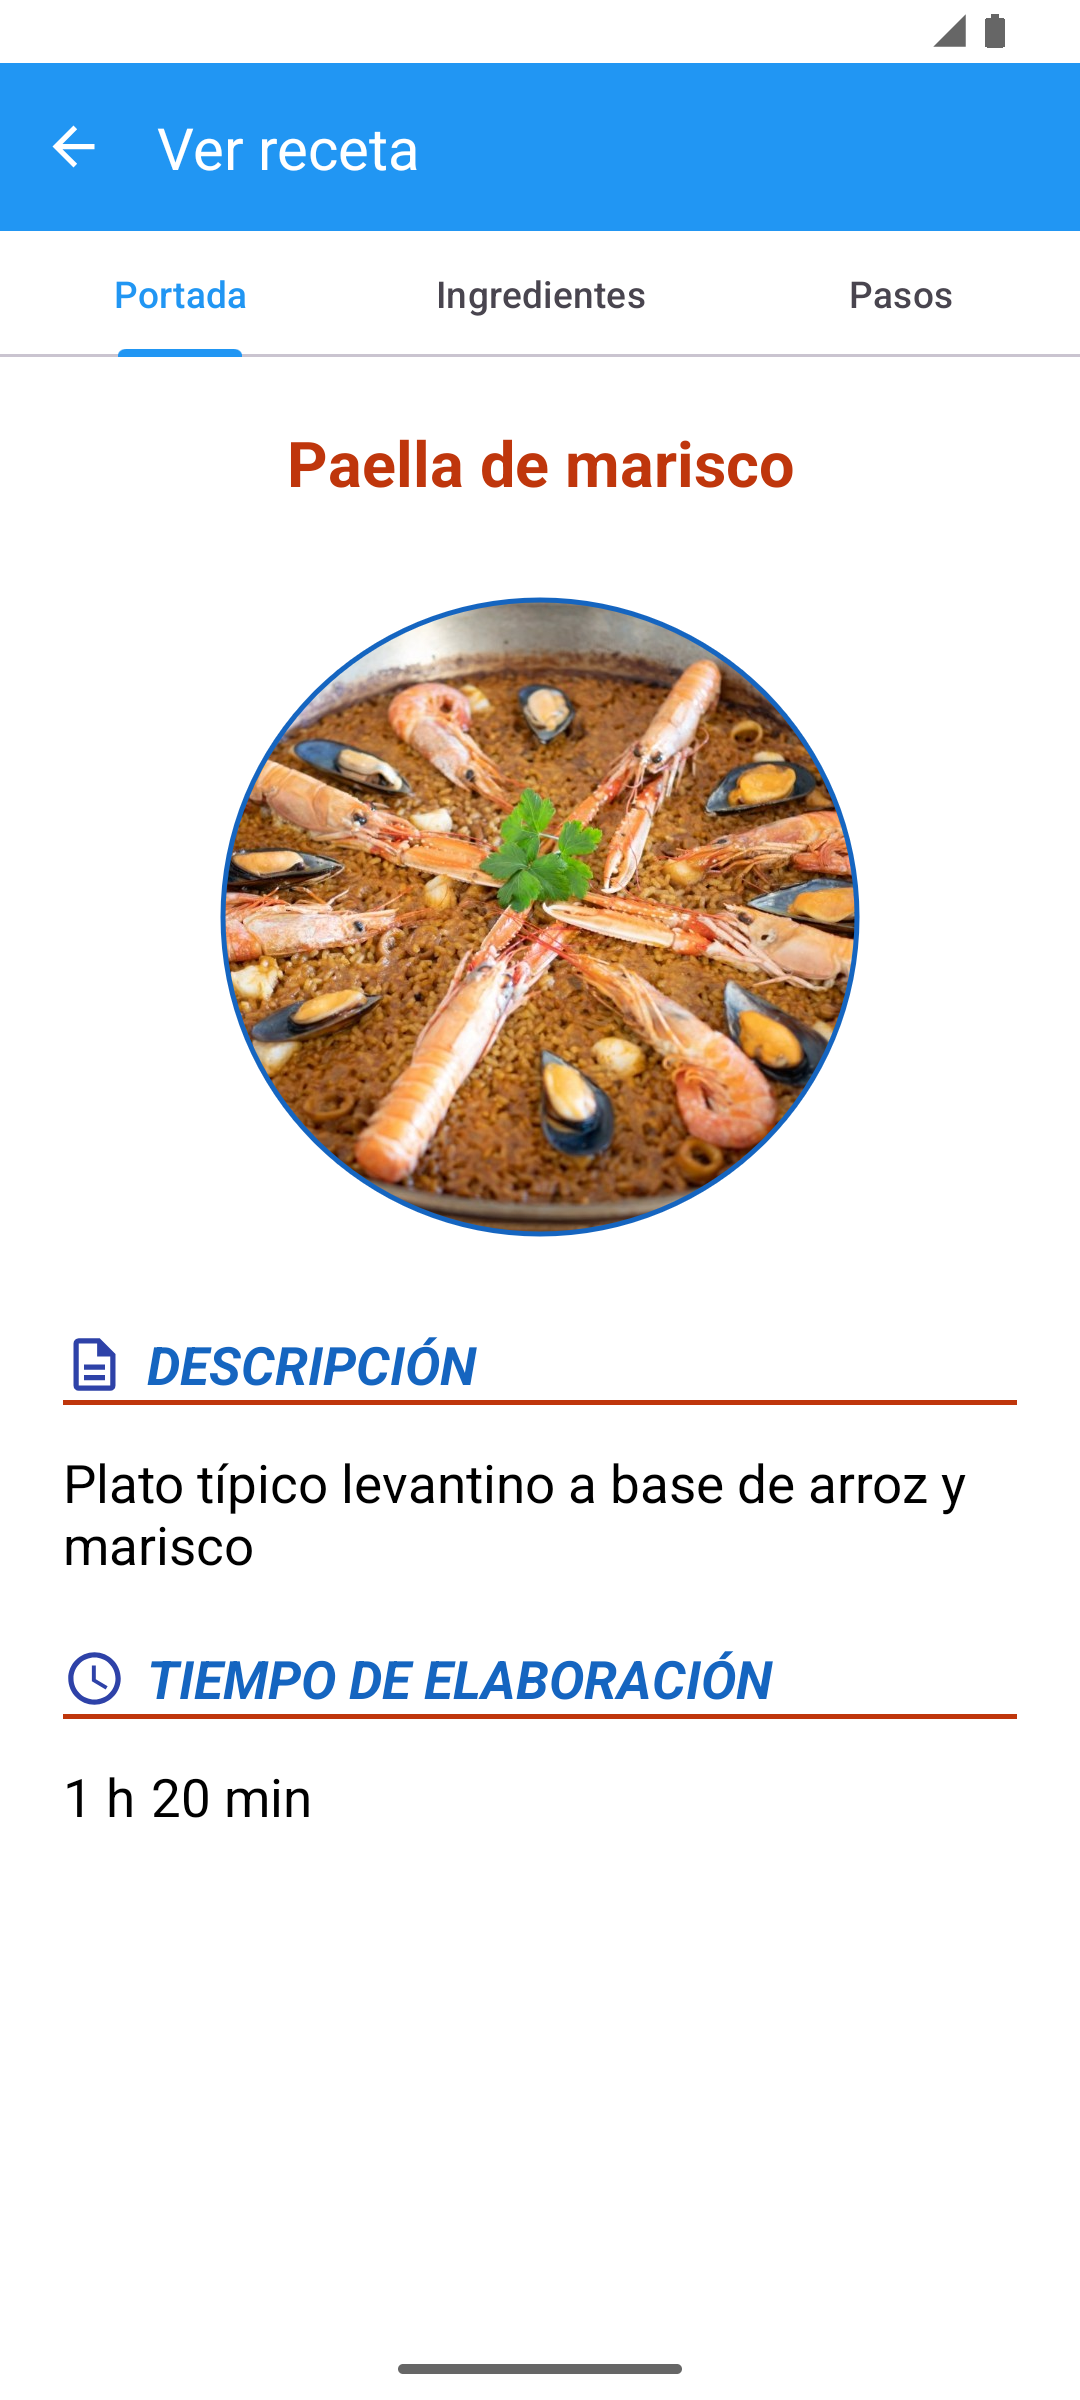 Ver receta
Portada
Ingredientes
Pasos
Paella de marisco
DESCRIPCIÓN
Plato típico levantino a base de arroz y
marisco
TIEMPO DE ELABORACIÓN
1 h 20 min